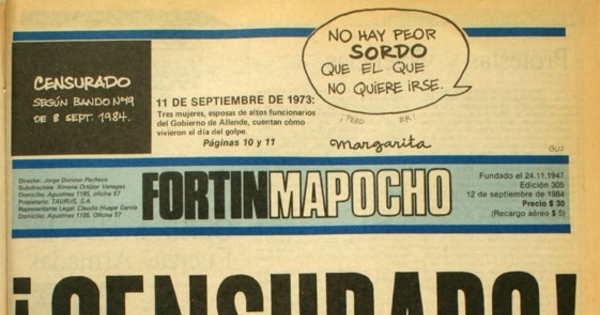 NO HAY PEOR
SORDO
QUE EL QUE
NO QUIERE IRSE.
CENSURADO
SEGÚN BANDO Nº19
DE 8 SEPT. 1984.
11 DE SEPTIEMBRE DE 1973:
Tres mujeres, esposas de altos funcionarios
del Gobierno de Allende, cuentan cómo
vivieron el día del golpe.
Páginas 10 y 11
¡PERO
margarita
GUS
Director: Jorge Donoso Pacheco
Subdirectora: Ximena Ortúzar Venegas
Domicilio: Agustinas 1185, oficina 57
Propietario: TAURUS, S.A.
Representante Legal: Claudio Huepe García
Domicilio: Agustinas 1185, Oficina 57
FORTIN MAPOCHO
Fundado el 24.11.1947
Edición 305
12 de septiembre de 1984
Precio $ 30
(Recargo aéreo $ 5)
¡CENSURADO!